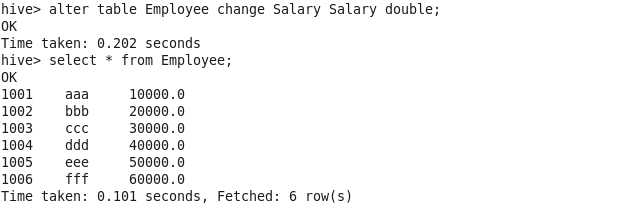 hive> alter table Employee change Salary Salary double;
OK
Time taken: 0.202 seconds
hive> select * from Employee;
OK
1001    aaa     10000.0
1002    bbb     20000.0
1003    ccc     30000.0
1004    ddd     40000.0
1005    eee     50000.0
1006    fff     60000.0
Time taken: 0.101 seconds, Fetched: 6 row(s)